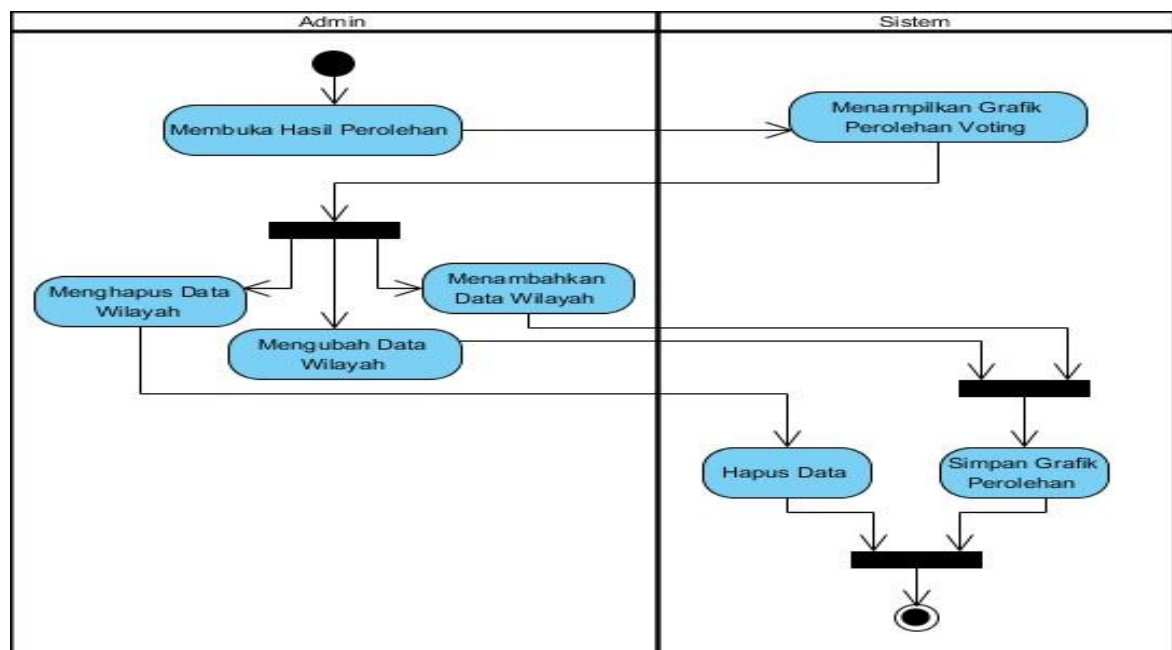 Admin
Sistem
Membuka Hasil Perolehan
Menampilkan Grafik
Perolehan Voting
Menghapus Data
Wilayah
Menambahkan
Data Wilayah
Mengubah Data
Wilayah
Hapus Data
Simpan Grafik
Perolehan